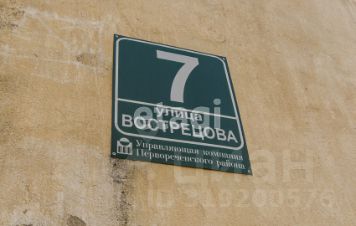 7
улица
ВОСТРЕЦОВА
Управляющая компания
Первореченского района